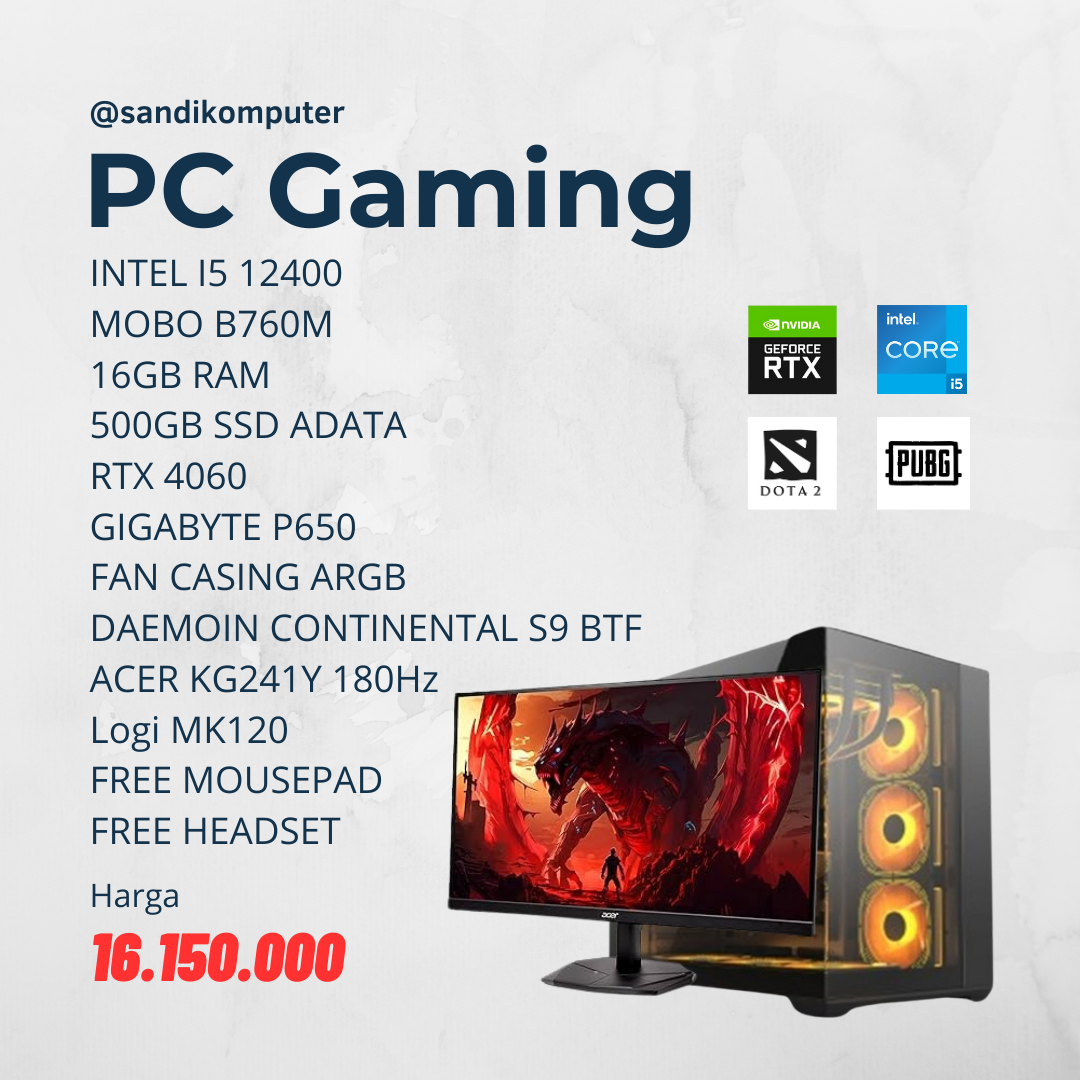 @sandikomputer
PC Gaming
INTEL I5 12400
MOBO B760M
16GB RAM
500GB SSD ADATA
RTX 4060
GIGABYTE P650
FAN CASING ARGB
DAEMOIN CONTINENTAL S9 BTF
ACER KG241Y 180Hz
Logi MK120
FREE MOUSEPAD
FREE HEADSET
Harga
16.150.000
NVIDIA
GEFORCE
RTX
intel.
CORE
i5
DOTA 2
PUBG
acer